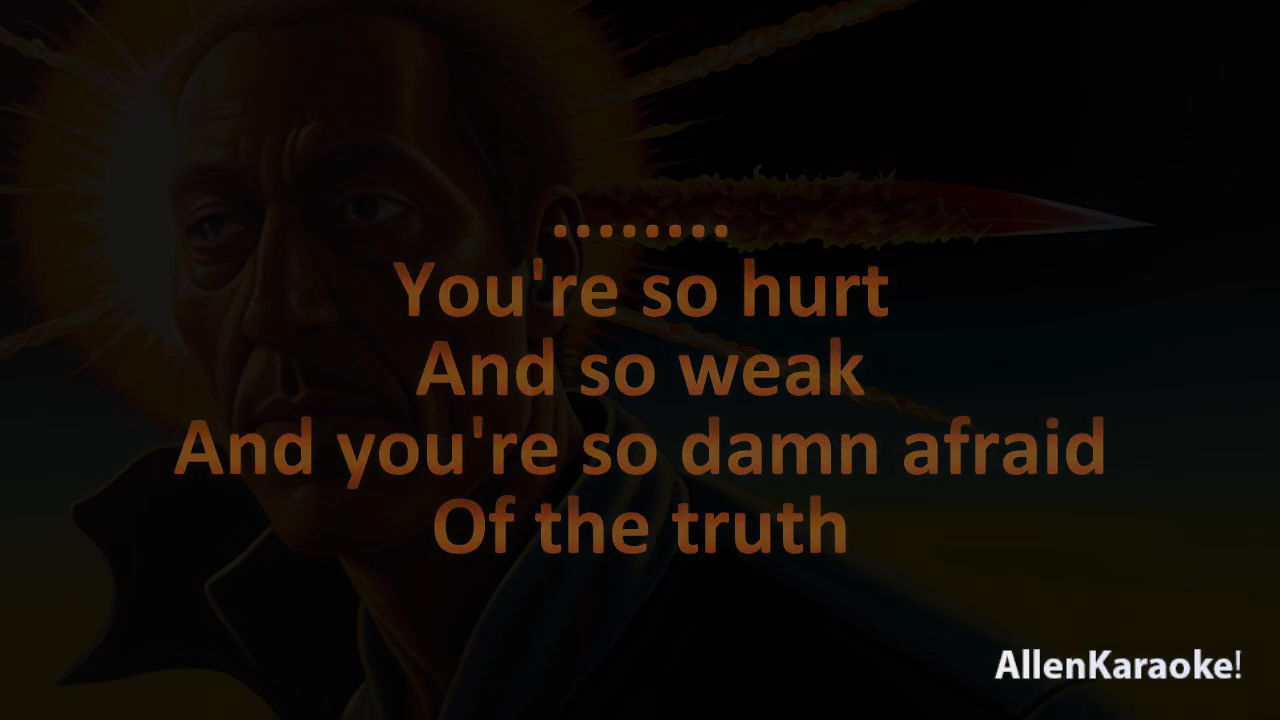 ........
You're so hurt
And so weak
And you're so damn afraid
Of the truth
AllenKaraoke!